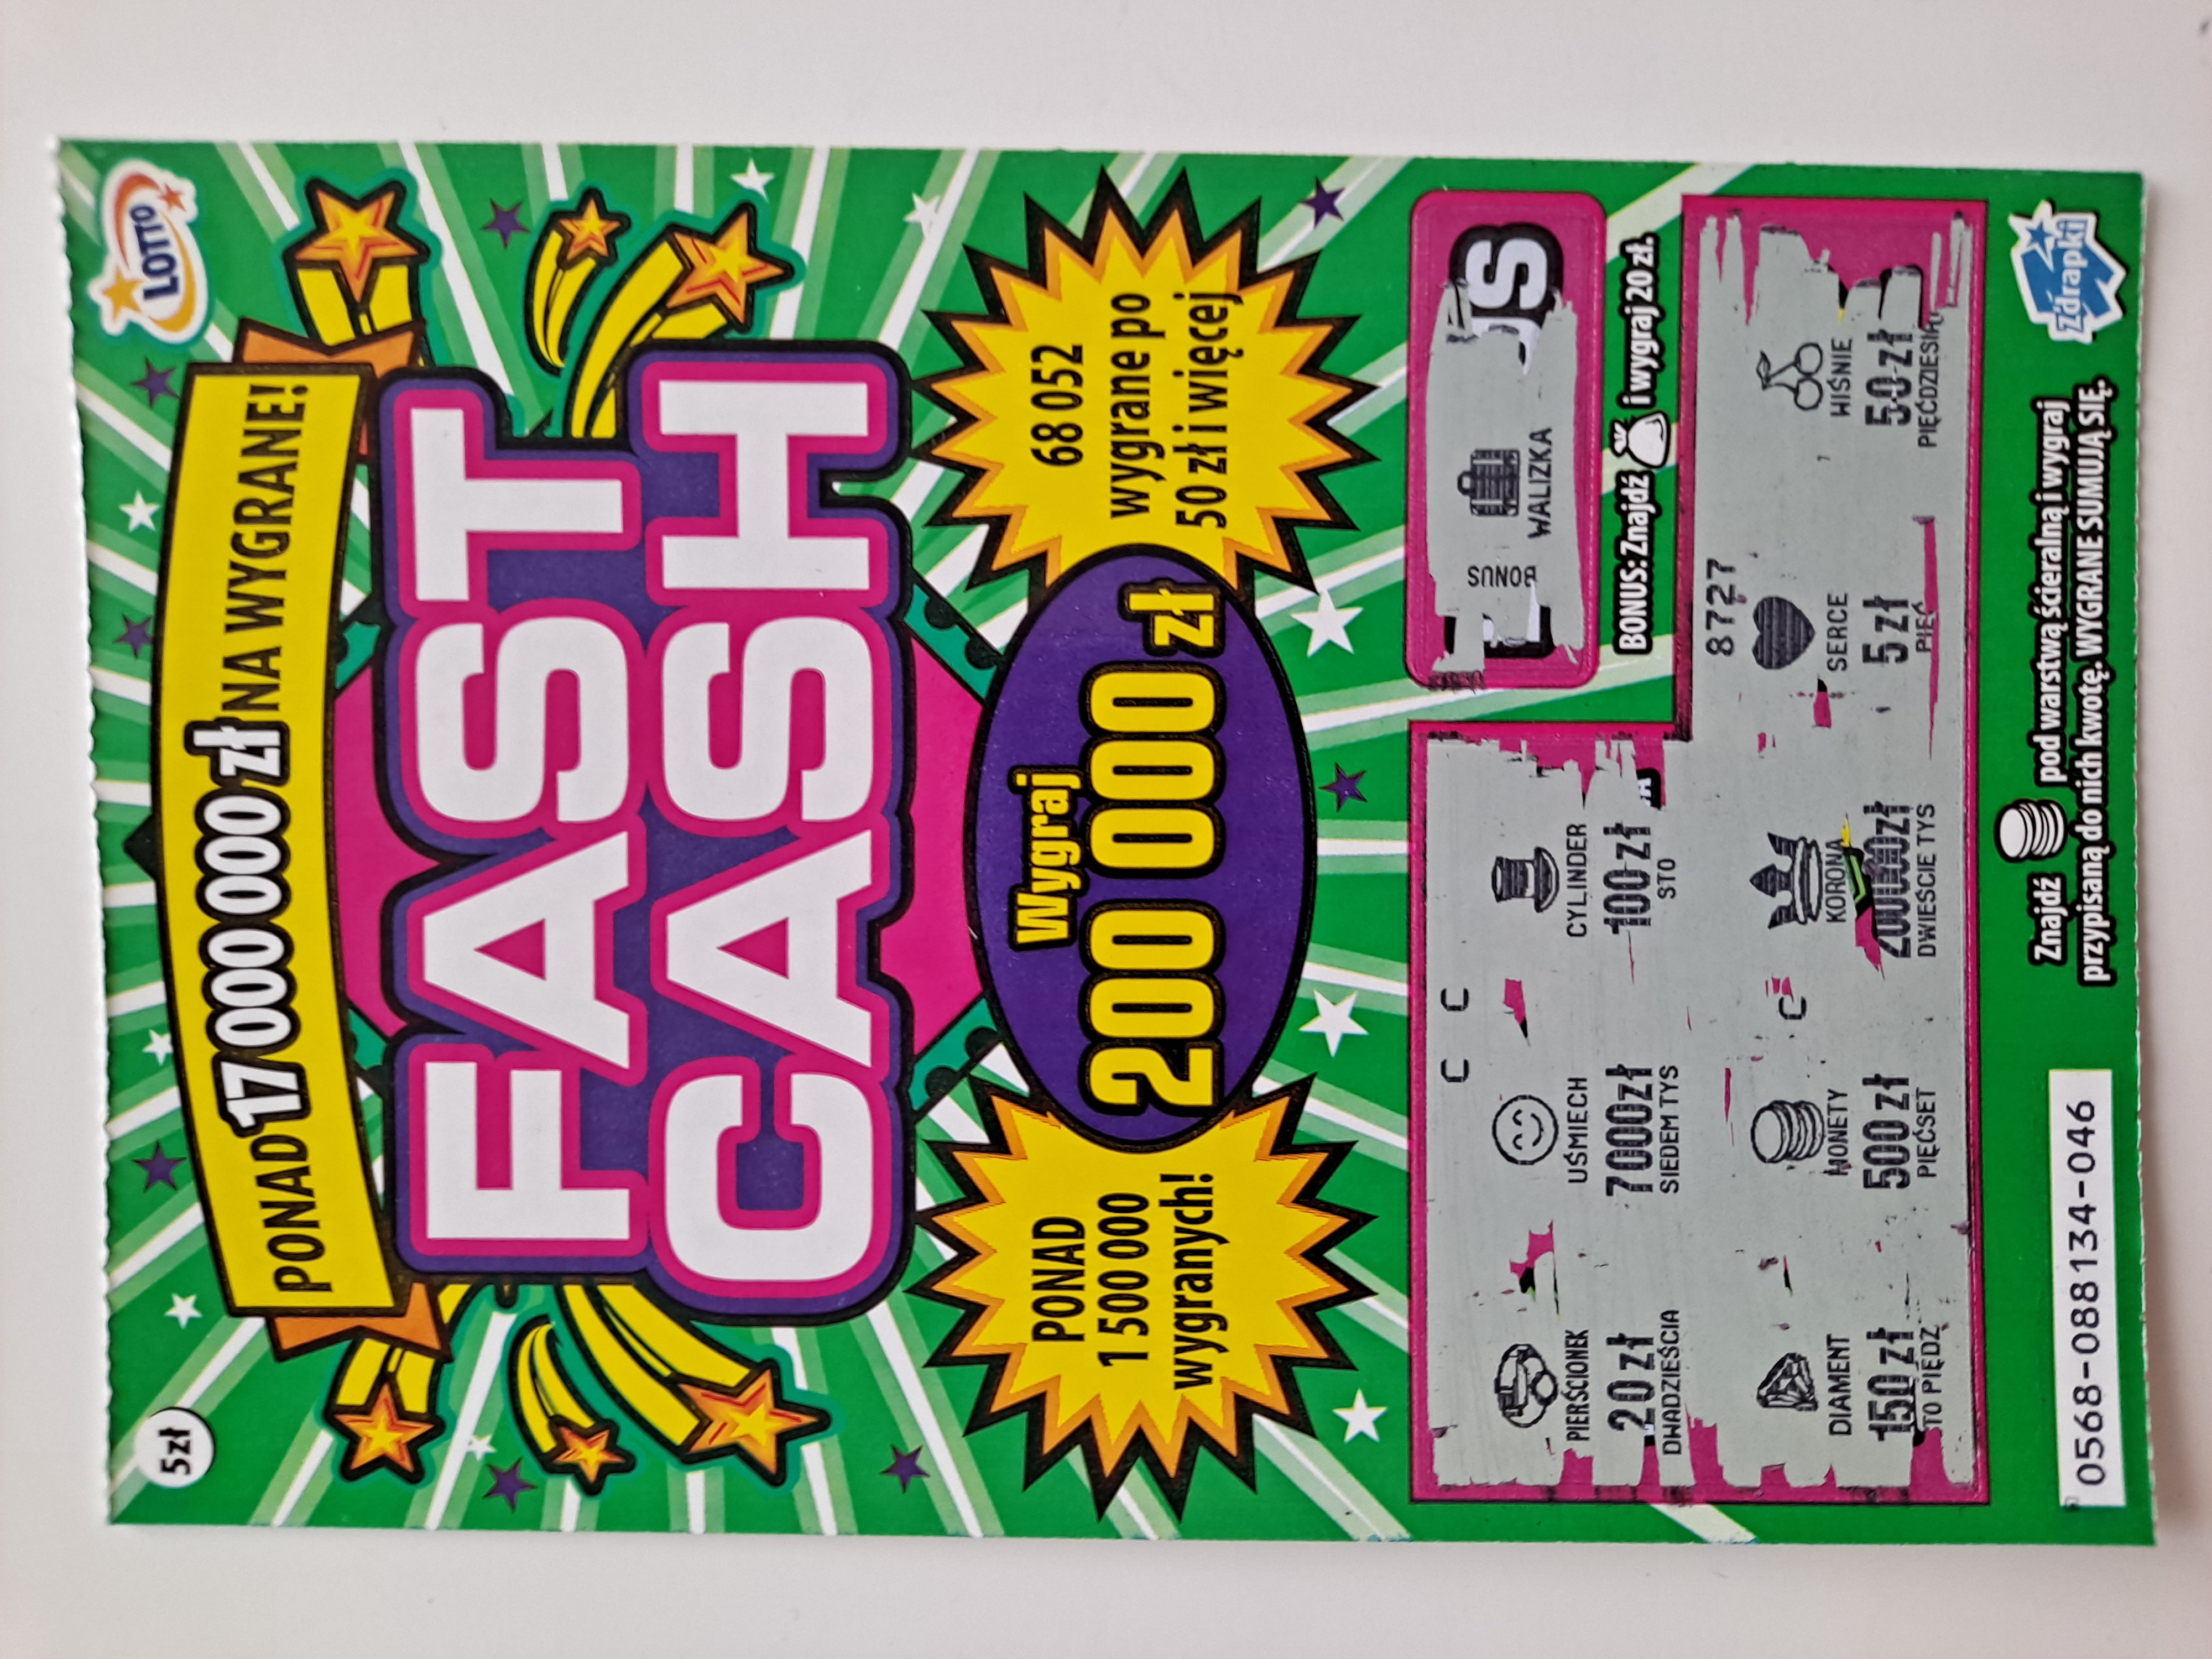 5zł
LOTTO
PONAD 17 000 000 zł NA WYGRANE!
FAST
CASH
PONAD
1 500 000
wygranych!
Wygraj
200 000 zł
68 052
wygrane po
50 zł i więcej
BONUS
WALIZKA
BONUS: Znajdź i wygraj 20 zł.
C C
PIERŚCIONEK
20 zł
DWADZIEŚCIA
UŚMIECH
7000zł
SIEDEM TYS
CYLINDER
100 zł
STO
8727
DIAMENT
150 zł
STO PIĘDZ
C
MONETY
500 zł
PIĘĆSET
KORONA
200000zł
DWIEŚCIE TYS
SERCE
5 zł
PIĘĆ
WIŚNIE
50 zł
0568-088134-046
Znajdź pod warstwą ścieralną i wygraj
przypisaną do nich kwotę. WYGRANE SUMUJĄ SIĘ.
Zdrapki